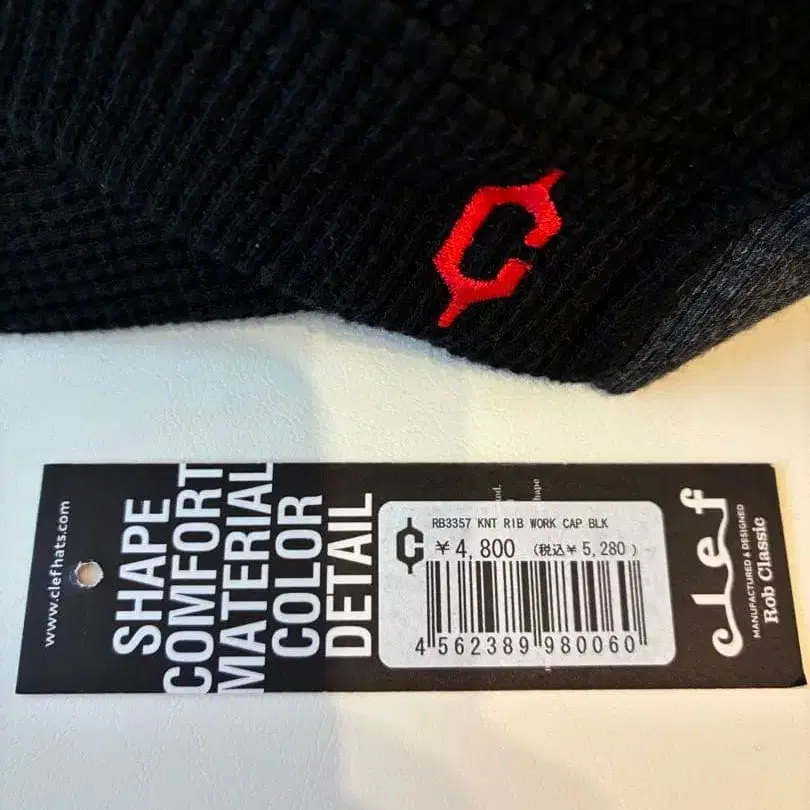 C
www.clefhats.com
SHAPE
COMFORT
MATERIAL
COLOR
DETAIL
hape
RB3357 KNT RIB WORK CAP BLK
¥4,800 (税込¥5,280)
4 562389 980060
clef
MANUFACTURED & DESIGNED
Rob Classic